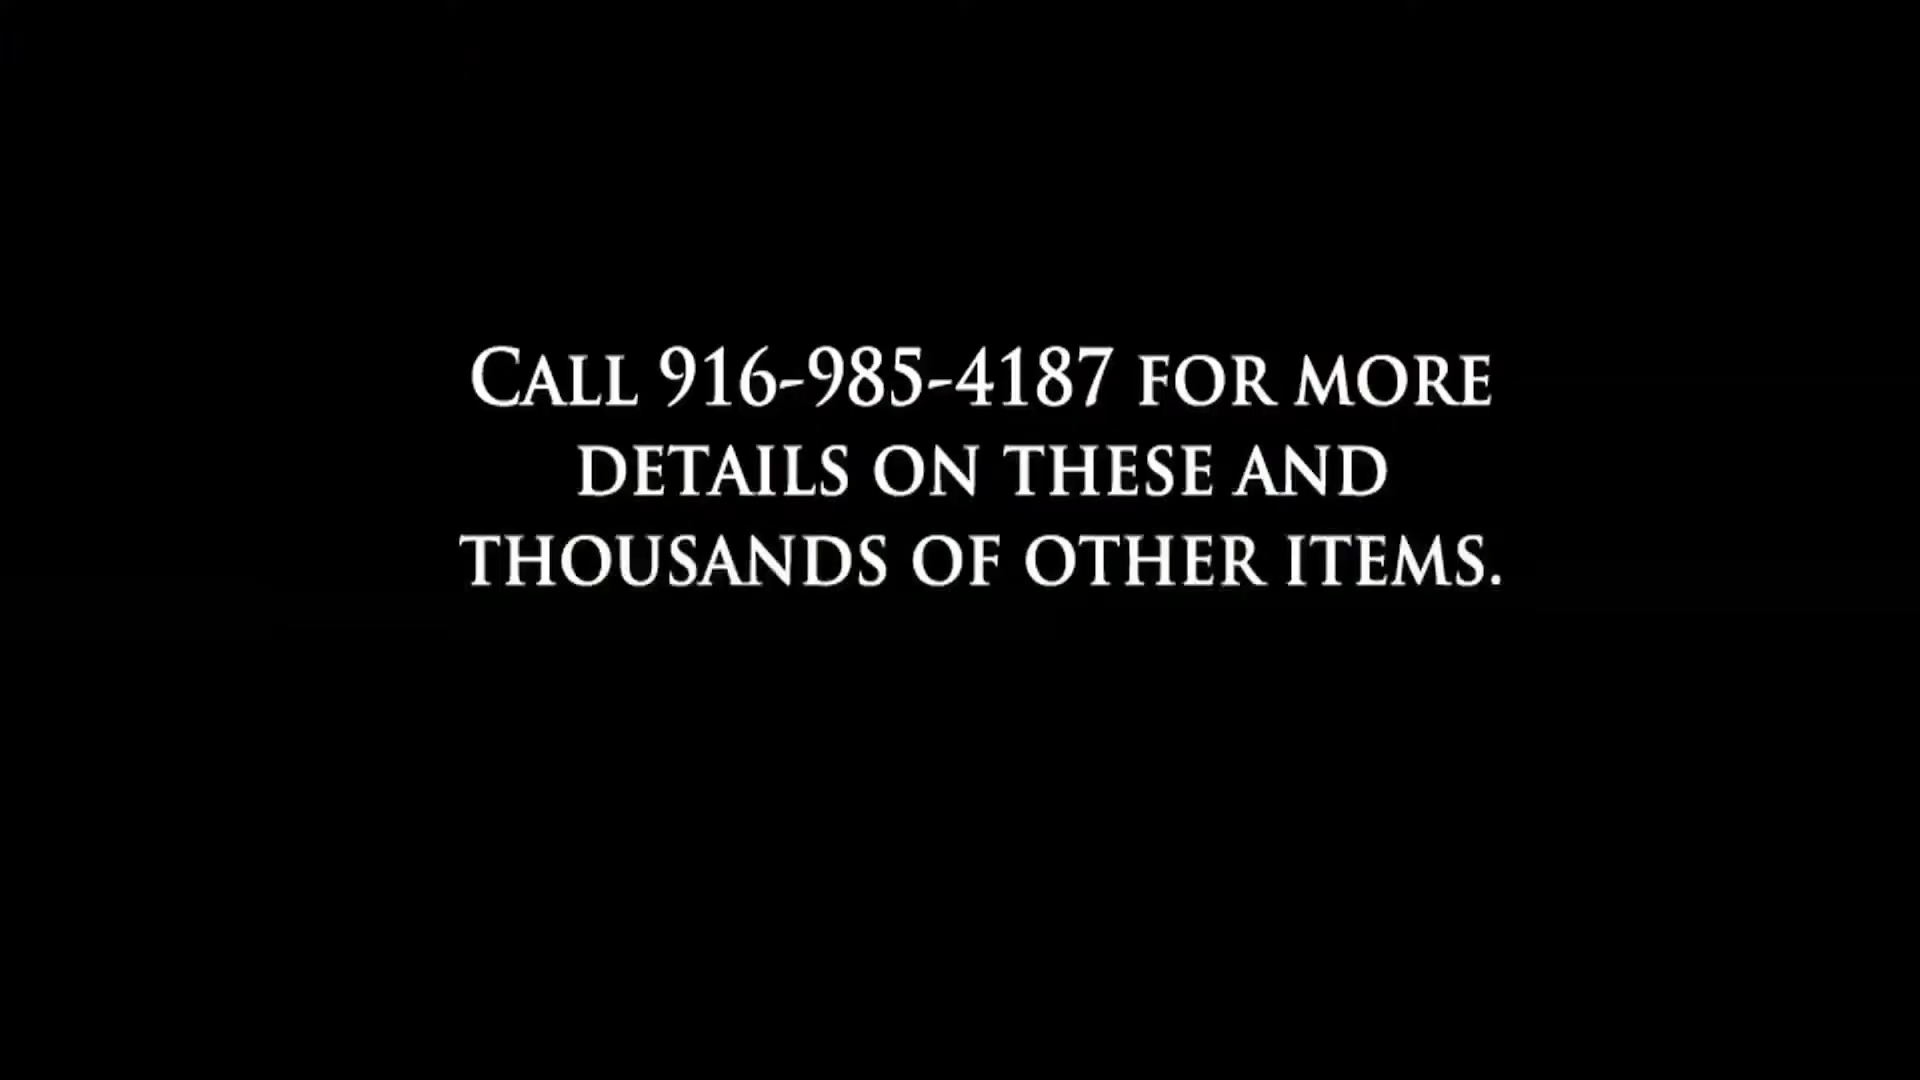 Call 916-985-4187 for more
details on these and
thousands of other items.